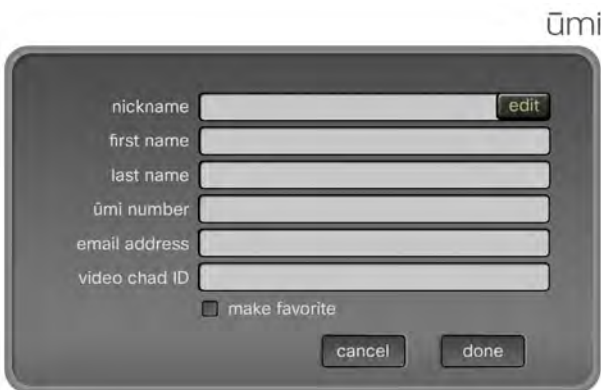 ūmi
nickname
edit
first name
last name
ūmi number
email address
video chad ID
make favorite
cancel
done